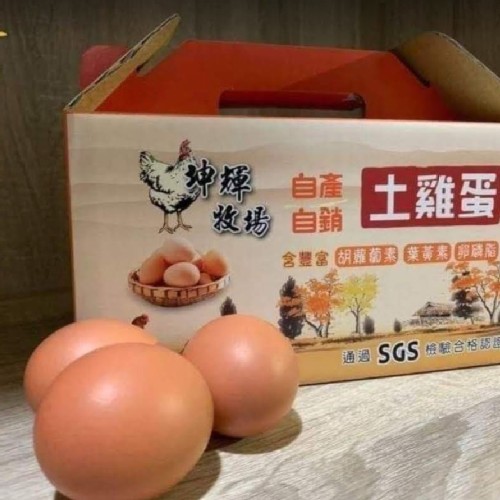 坤輝
牧場
自產
自銷
土雞蛋
含豐富 胡蘿蔔素 葉黃素 卵磷脂
通過 SGS 檢驗合格認證